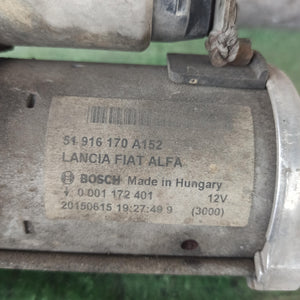 51 916 170 A152
LANCIA FIAT ALFA
BOSCH Made in Hungary
0 001 172 401 12V
20150615 19:27:49 9 (3000)